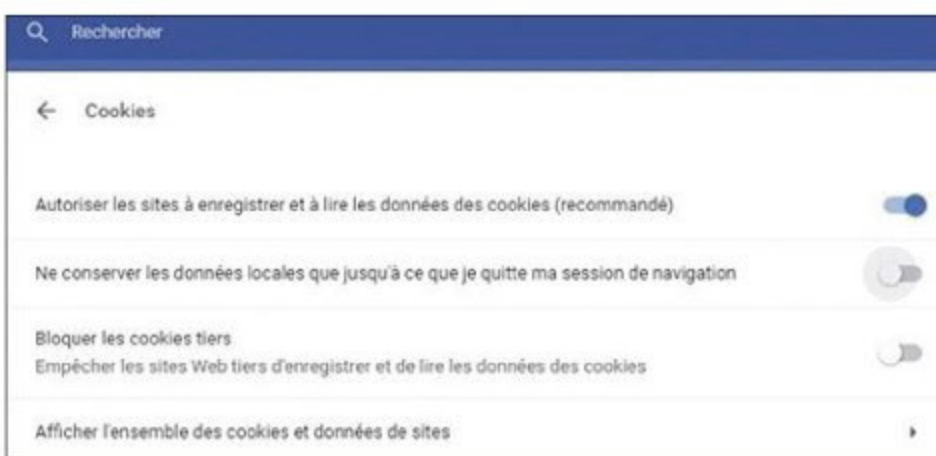 Rechercher
Cookies
Autoriser les sites à enregistrer et à lire les données des cookies (recommandé)
Ne conserver les données locales que jusqu'à ce que je quitte ma session de navigation
Bloquer les cookies tiers
Empêcher les sites Web tiers d'enregistrer et de lire les données des cookies
Afficher l'ensemble des cookies et données de sites